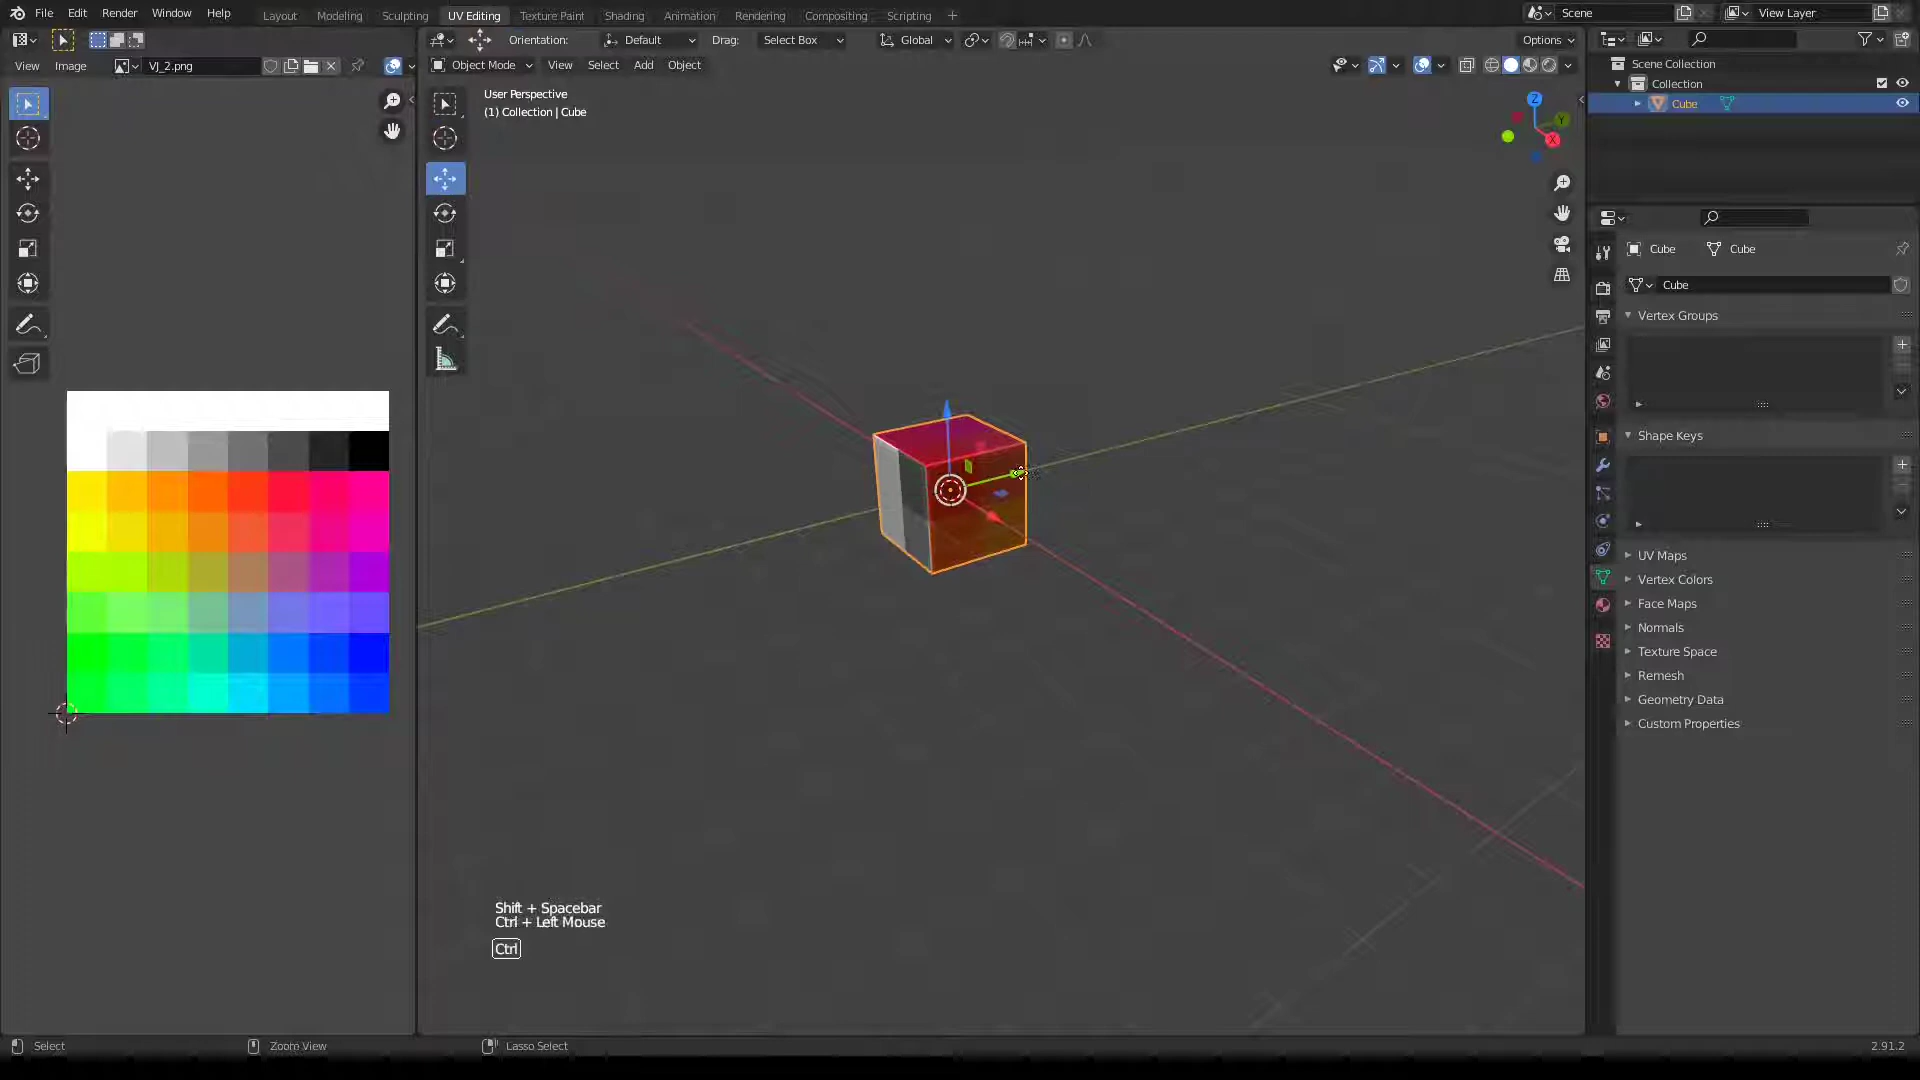 File Edit Render Window Help
Layout Modeling Sculpting UV Editing Texture Paint Shading Animation Rendering Compositing Scripting +
Scene View Layer
Orientation: Default Drag: Select Box Global Options
View Image VJ_2.png
Object Mode View Select Add Object
User Perspective
(1) Collection | Cube
Z
Y
X
Scene Collection
Collection
Cube
Cube Cube
Cube
Vertex Groups
Shape Keys
UV Maps
Vertex Colors
Face Maps
Normals
Texture Space
Remesh
Geometry Data
Custom Properties
Shift + Spacebar
Ctrl + Left Mouse
Ctrl
Select Zoom View Lasso Select 2.91.2